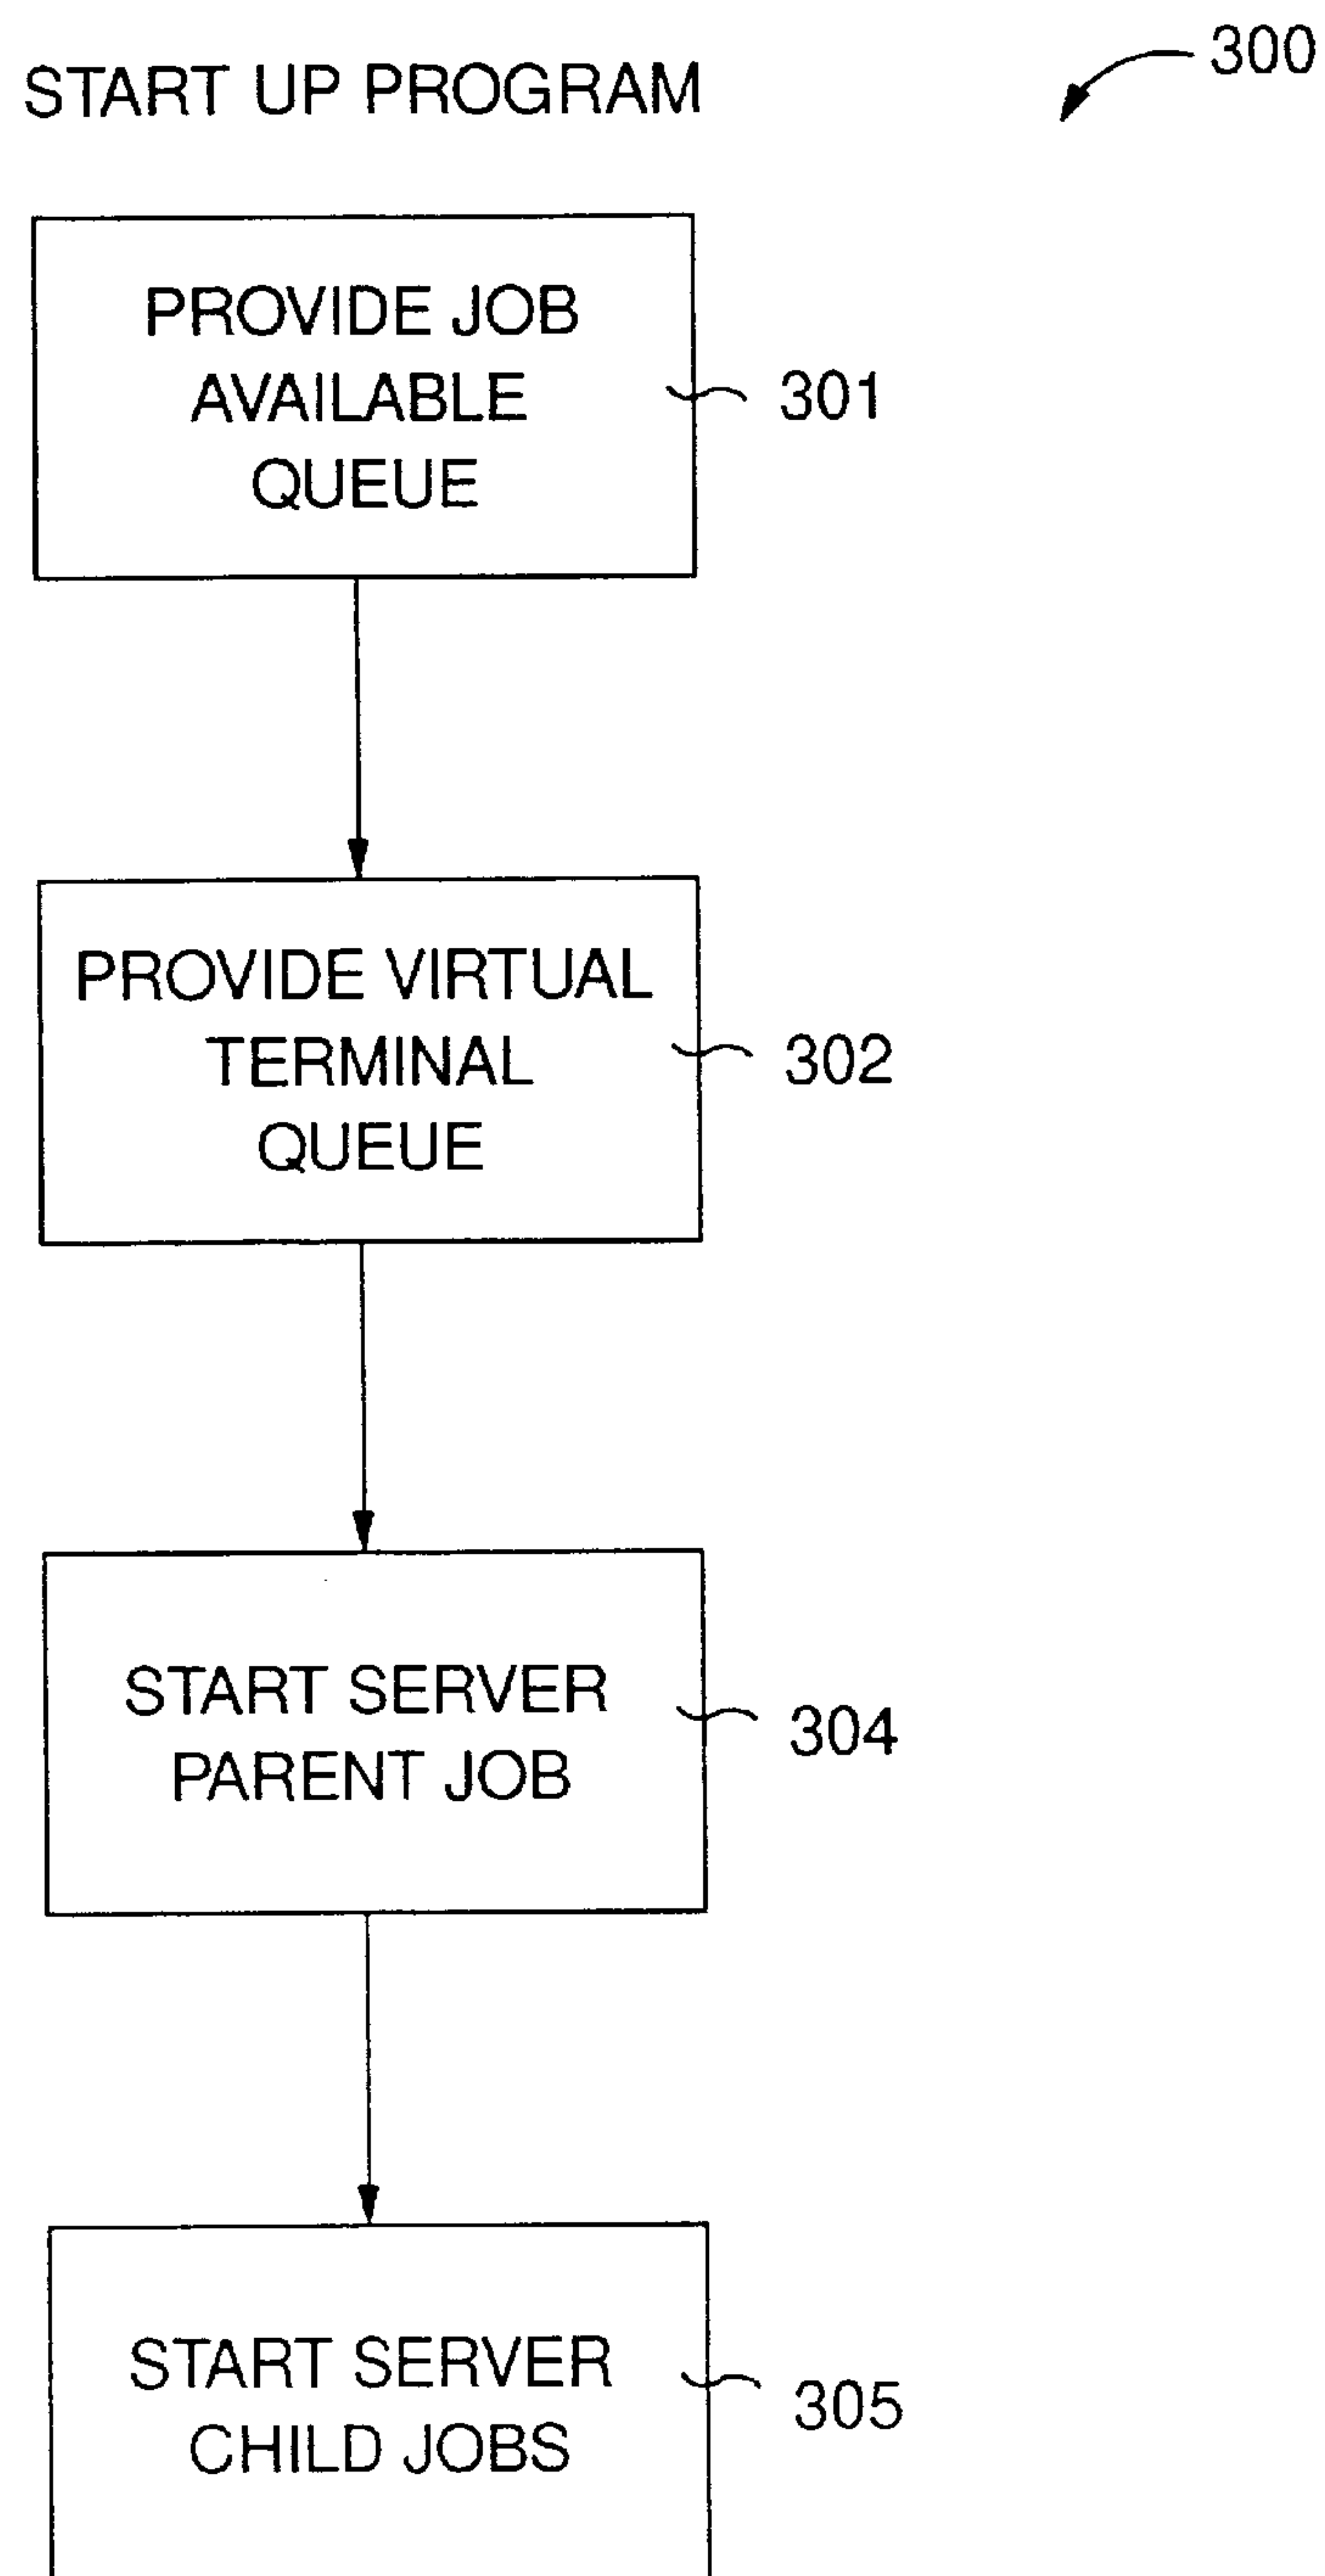 300
START UP PROGRAM
PROVIDE JOB
AVAILABLE
QUEUE
301
PROVIDE VIRTUAL
TERMINAL
QUEUE
302
START SERVER
PARENT JOB
304
START SERVER
CHILD JOBS
305